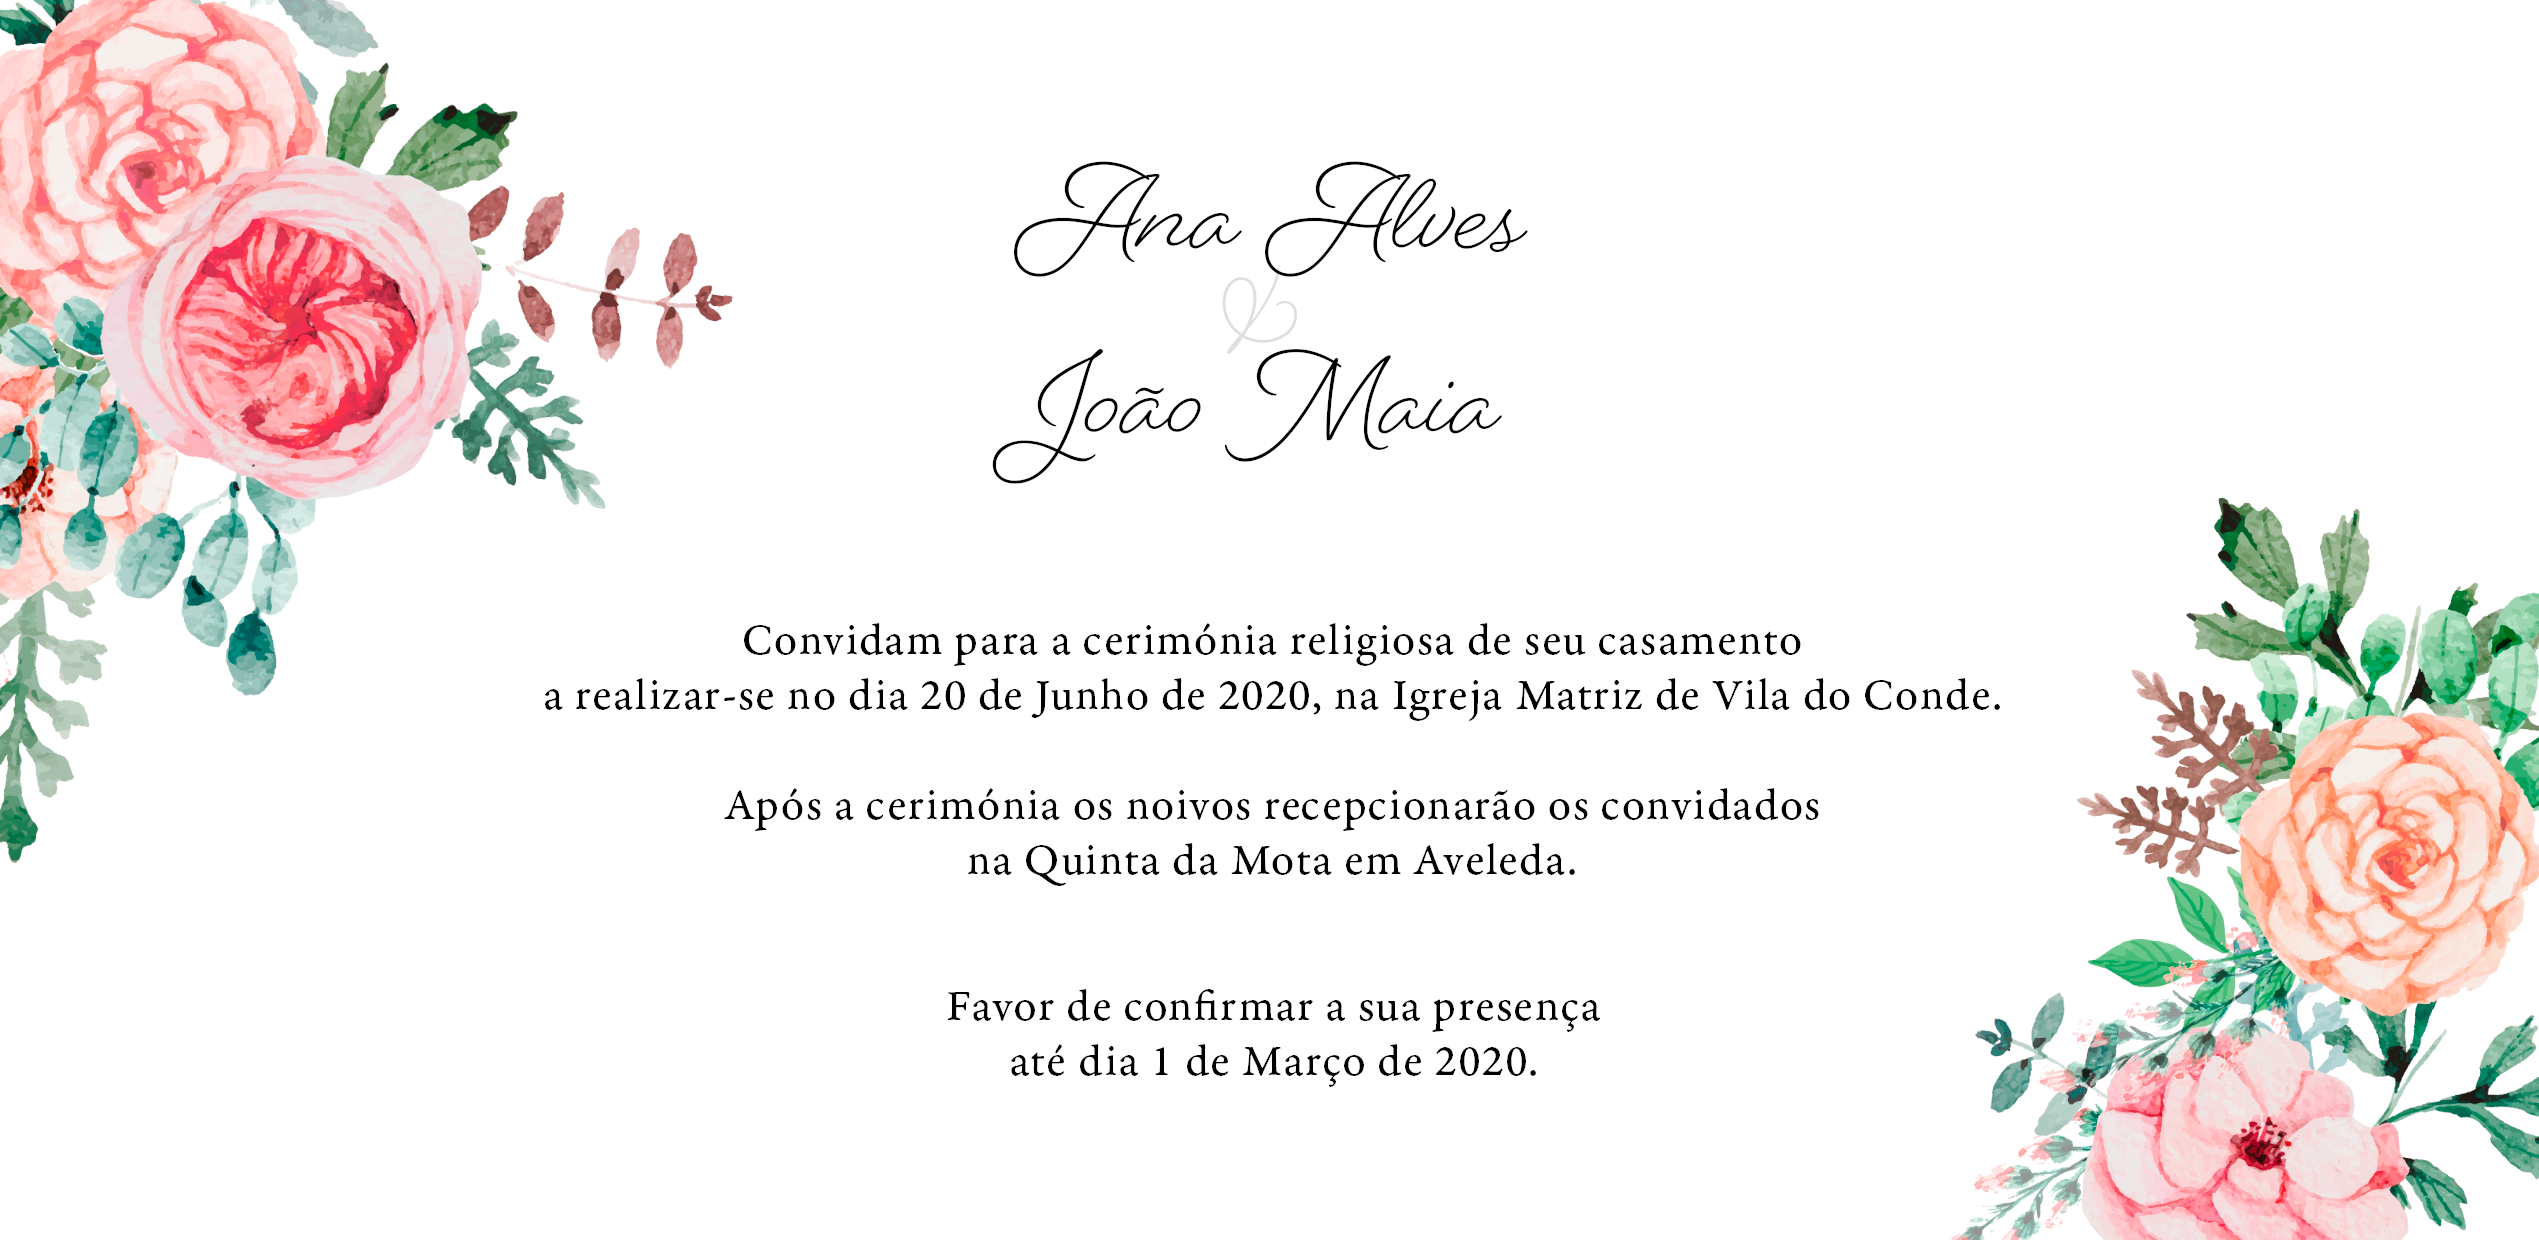 Ana Alves
&
João Maia
Convidam para a cerimónia religiosa de seu casamento
a realizar-se no dia 20 de Junho de 2020, na Igreja Matriz de Vila do Conde.
Após a cerimónia os noivos recepcionarão os convidados
na Quinta da Mota em Aveleda.
Favor de confirmar a sua presença
até dia 1 de Março de 2020.